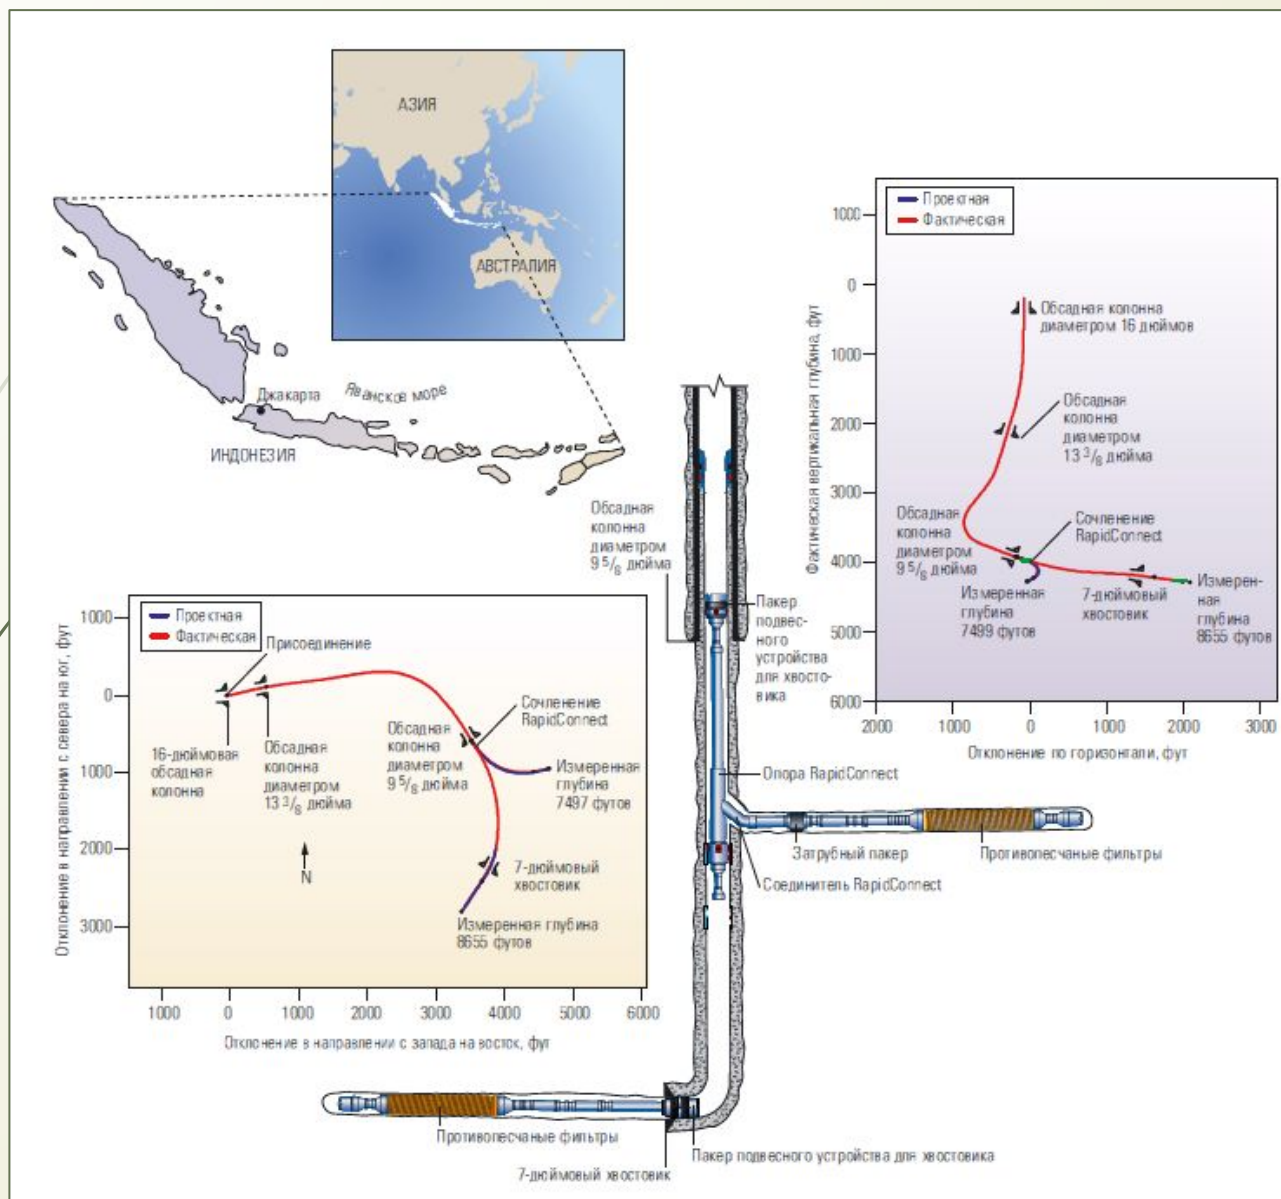 АЗИЯ
АВСТРАЛИЯ
Джакарта
Яванское море
ИНДОНЕЗИЯ
Проектная
Фактическая
1000
0
1000
2000
3000
4000
5000
6000
Фактическая вертикальная глубина, фут
Обсадная колонна
диаметром 16 дюймов
Обсадная
колонна
диаметром
13 3/8 дюйма
Обсадная
колонна
диаметром
9 5/8 дюйма
Сочленение
RapidConnect
Измеренная
глубина
7499 футов
7-дюймовый
хвостовик
Измерен-
ная
глубина
8655 футов
2000
1000
0
1000
2000
3000
Отклонение по горизонтали, фут
Обсадная
колонна
диаметром
9 5/8 дюйма
Пакер
подвес-
ного
устройства
для хвосто-
вика
Опора RapidConnect
Затрубный пакер
Противопесчаные фильтры
Соединитель RapidConnect
Проектная
Фактическая
1000
0
1000
2000
3000
Отклонение в направлении с севера на юг, фут
Присоединение
16-дюймовая
обсадная
колонна
Обсадная
колонна
диаметром
13 3/8 дюйма
Обсадная
колонна
диаметром
9 5/8 дюйма
Сочленение
RapidConnect
Измеренная
глубина
7497 футов
N
7-дюймовый
хвостовик
Измеренная глубина
8655 футов
1000
0
1000
2000
3000
4000
5000
6000
Отклонение в направлении с запада на восток, фут
Противопесчаные фильтры
7-дюймовый хвостовик
Пакер подвесного устройства для хвостовика